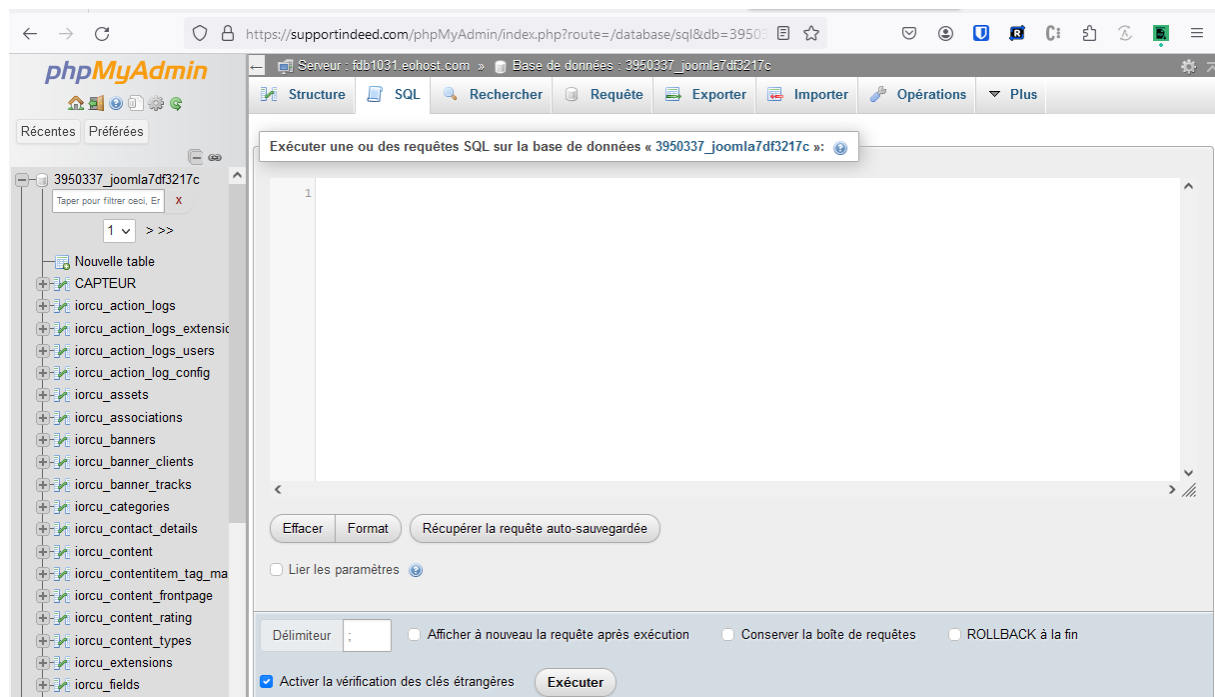 https://supportindeed.com/phpMyAdmin/index.php?route=/database/sql&db=39503
phpMyAdmin
Récentes Préférées
3950337_joomla7df3217c
Taper pour filtrer ceci, Er X
1 > >>
Nouvelle table
CAPTEUR
iorcu_action_logs
iorcu_action_logs_extensio
iorcu_action_logs_users
iorcu_action_log_config
iorcu_assets
iorcu_associations
iorcu_banners
iorcu_banner_clients
iorcu_banner_tracks
iorcu_categories
iorcu_contact_details
iorcu_content
iorcu_contentitem_tag_ma
iorcu_content_frontpage
iorcu_content_rating
iorcu_content_types
iorcu_extensions
iorcu_fields
Serveur : fdb1031.eohost.com » Base de données : 3950337_joomla7df3217c
Structure SQL Rechercher Requête Exporter Importer Opérations Plus
Exécuter une ou des requêtes SQL sur la base de données « 3950337_joomla7df3217c »:
1
Effacer Format Récupérer la requête auto-sauvegardée
Lier les paramètres
Délimiteur ; Afficher à nouveau la requête après exécution Conserver la boîte de requêtes ROLLBACK à la fin
Activer la vérification des clés étrangères Exécuter